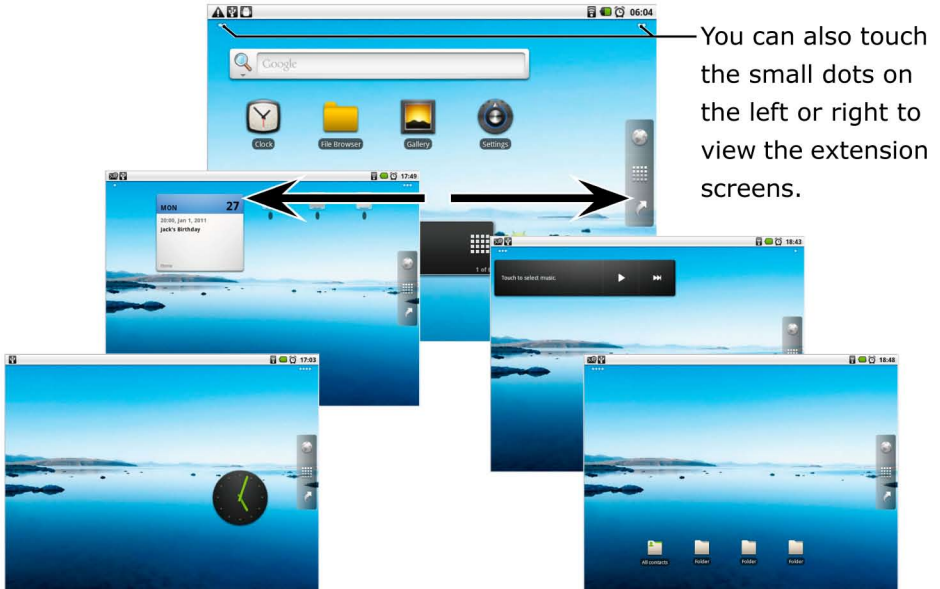 06:04
You can also touch
the small dots on
the left or right to
view the extension
screens.
Google
Clock
File Browser
Gallery
Settings
17:49
MON 27
20:00, Jan 1, 2011
Jack's Birthday
1 of
18:43
Touch to select music.
17:03
18:48
All contacts
Folder
Folder
Folder